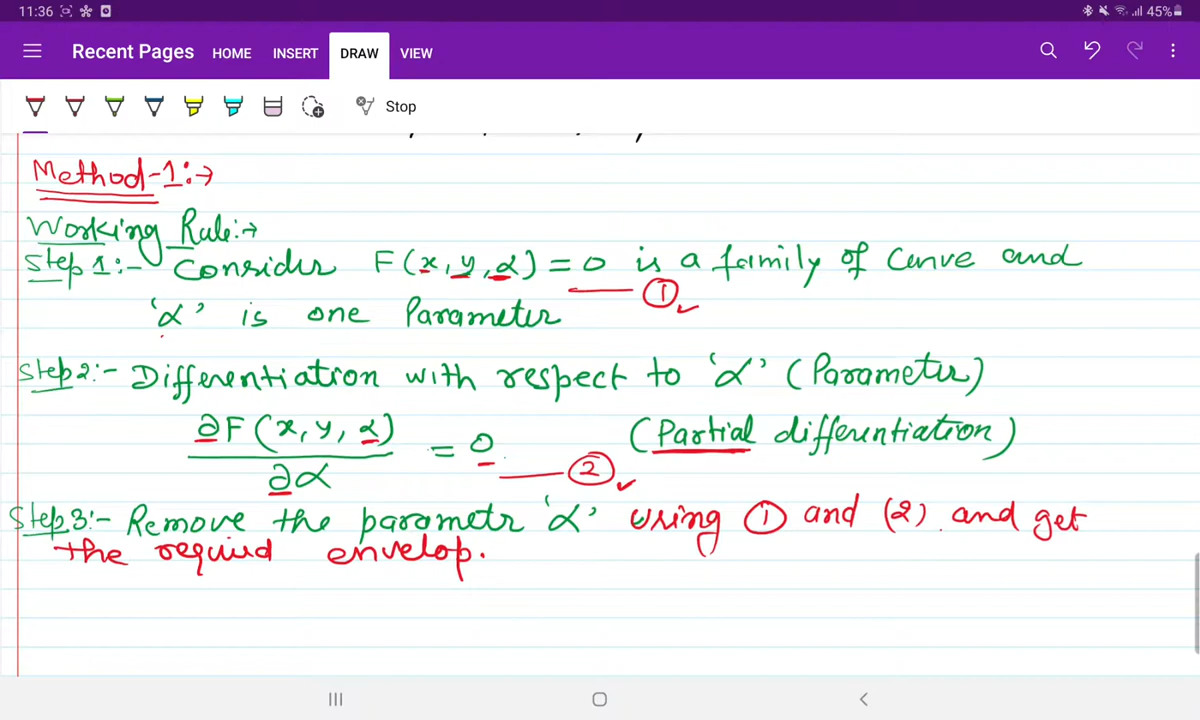 11:36
45%
Recent Pages HOME INSERT DRAW VIEW
Stop
Method-1:→
Working Rule:→
Step 1:- Consider F(x, y, α) = 0 is a family of Curve and
①
'α' is one Parameter
Step 2:- Differentiation with respect to 'α' (Parameter)
∂F(x, y, α) / ∂α = 0 (Partial differentiation)
②
Step 3:- Remove the parametr 'α' using ① and (2). and get
the requied envelop.